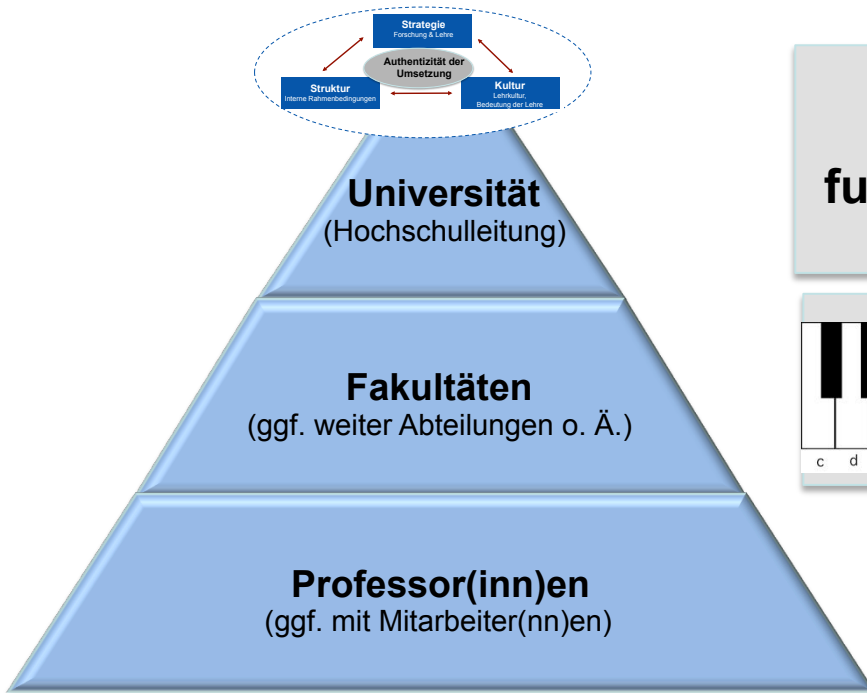 Strategie
Forschung & Lehre
Authentizität der
Umsetzung
Struktur
Interne Rahmenbedingungen
Kultur
Lehrkultur,
Bedeutung der Lehre
Universität
(Hochschulleitung)
fu
Fakultäten
(ggf. weiter Abteilungen o. Ä.)
c d
Professor(inn)en
(ggf. mit Mitarbeiter(nn)en)